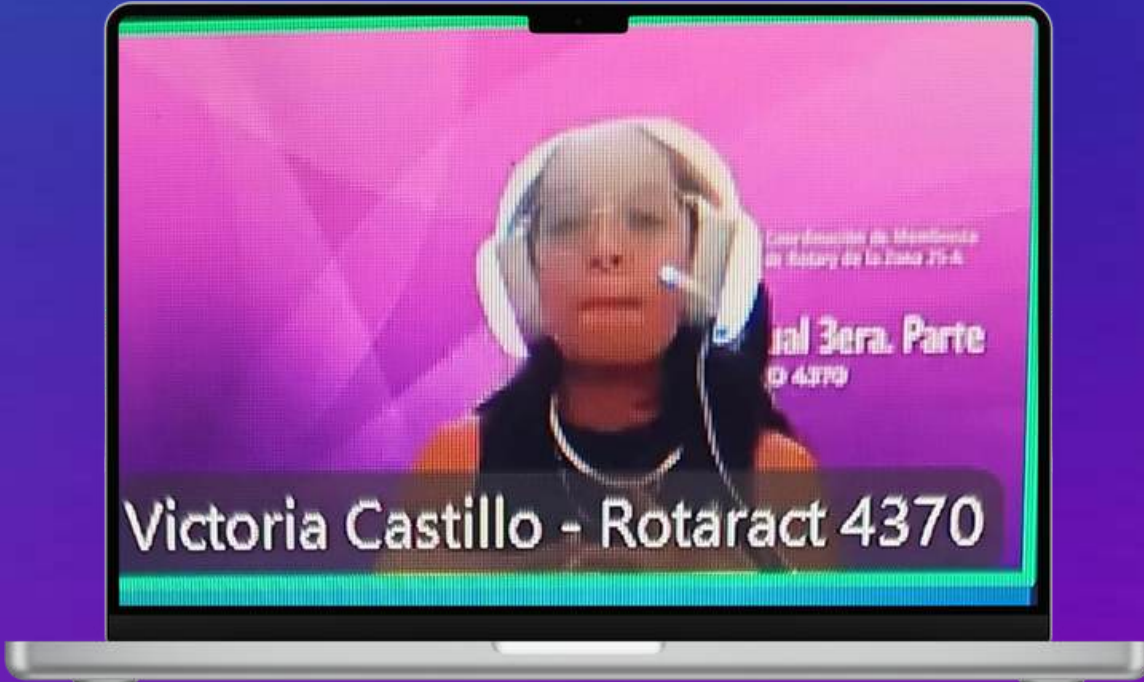 Coordinación de Membresía
de Rotary de la Zona 25-A
ual 3era. Parte
O 4370
Victoria Castillo - Rotaract 4370